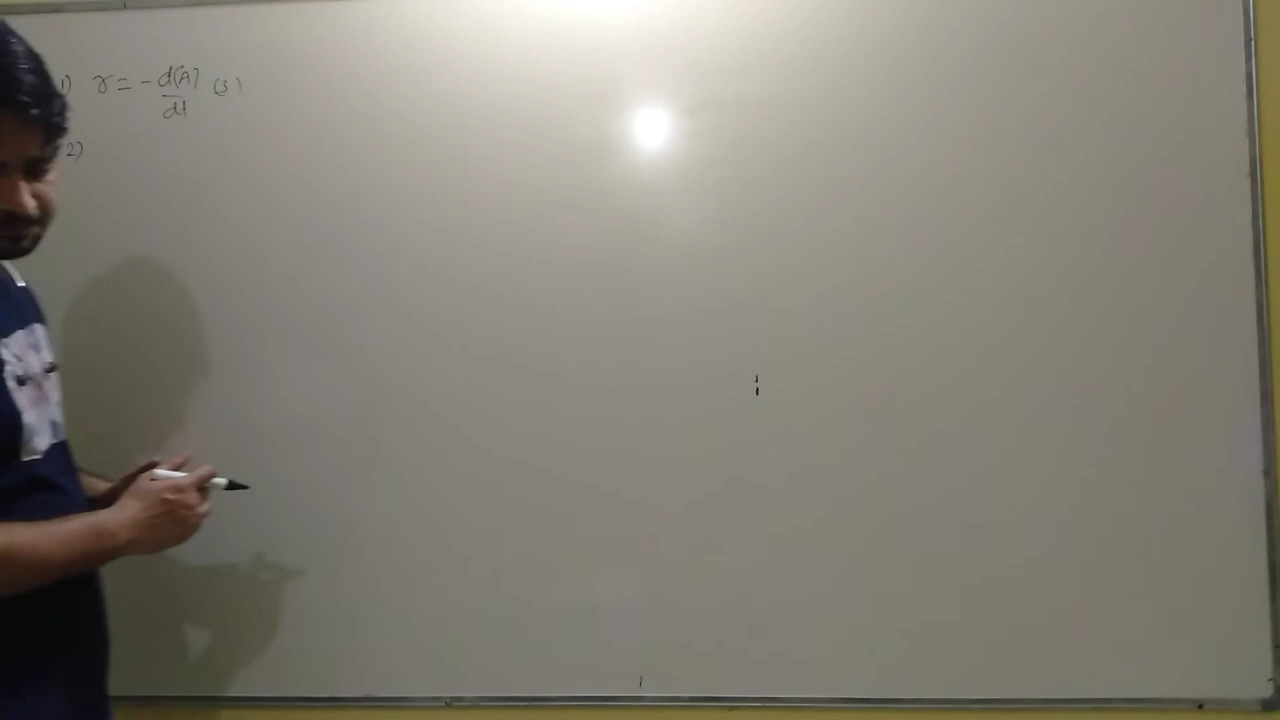 1) r = - d[A]/dt (3)
2)